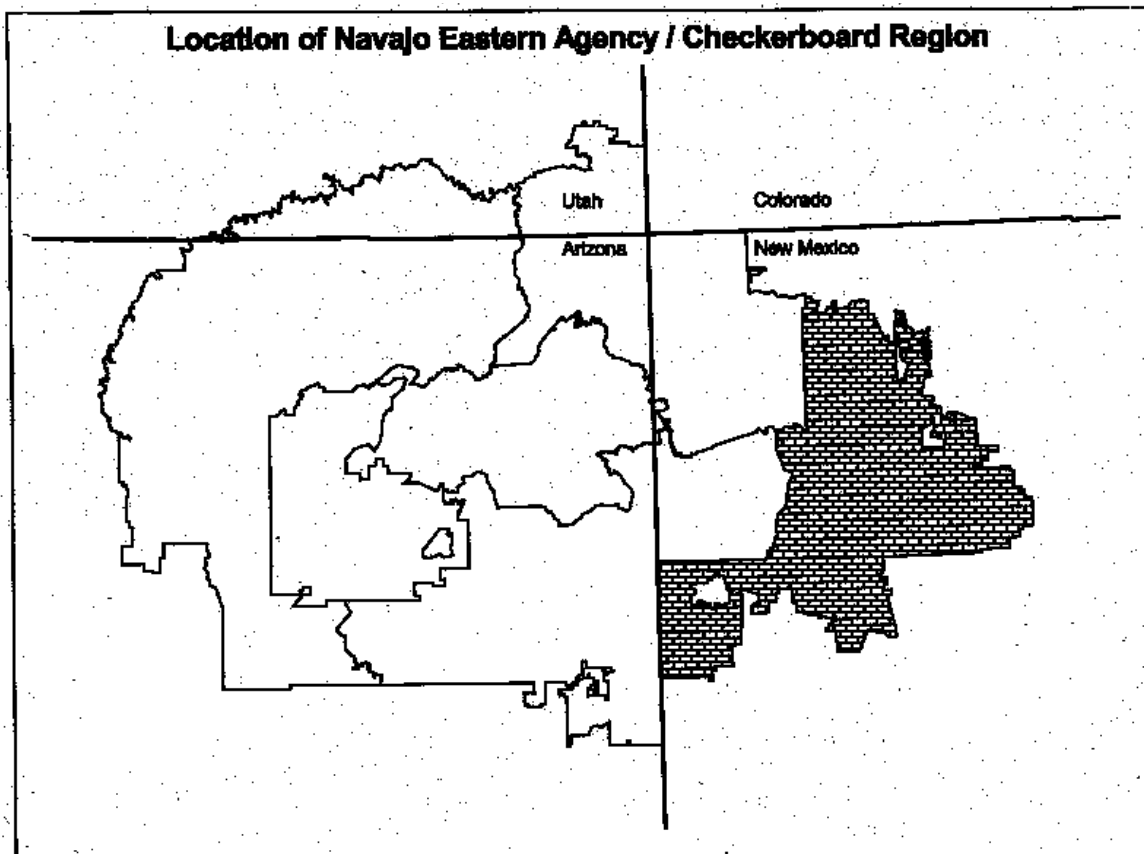 Location of Navajo Eastern Agency / Checkerboard Region
Utah
Colorado
Arizona
New Mexico